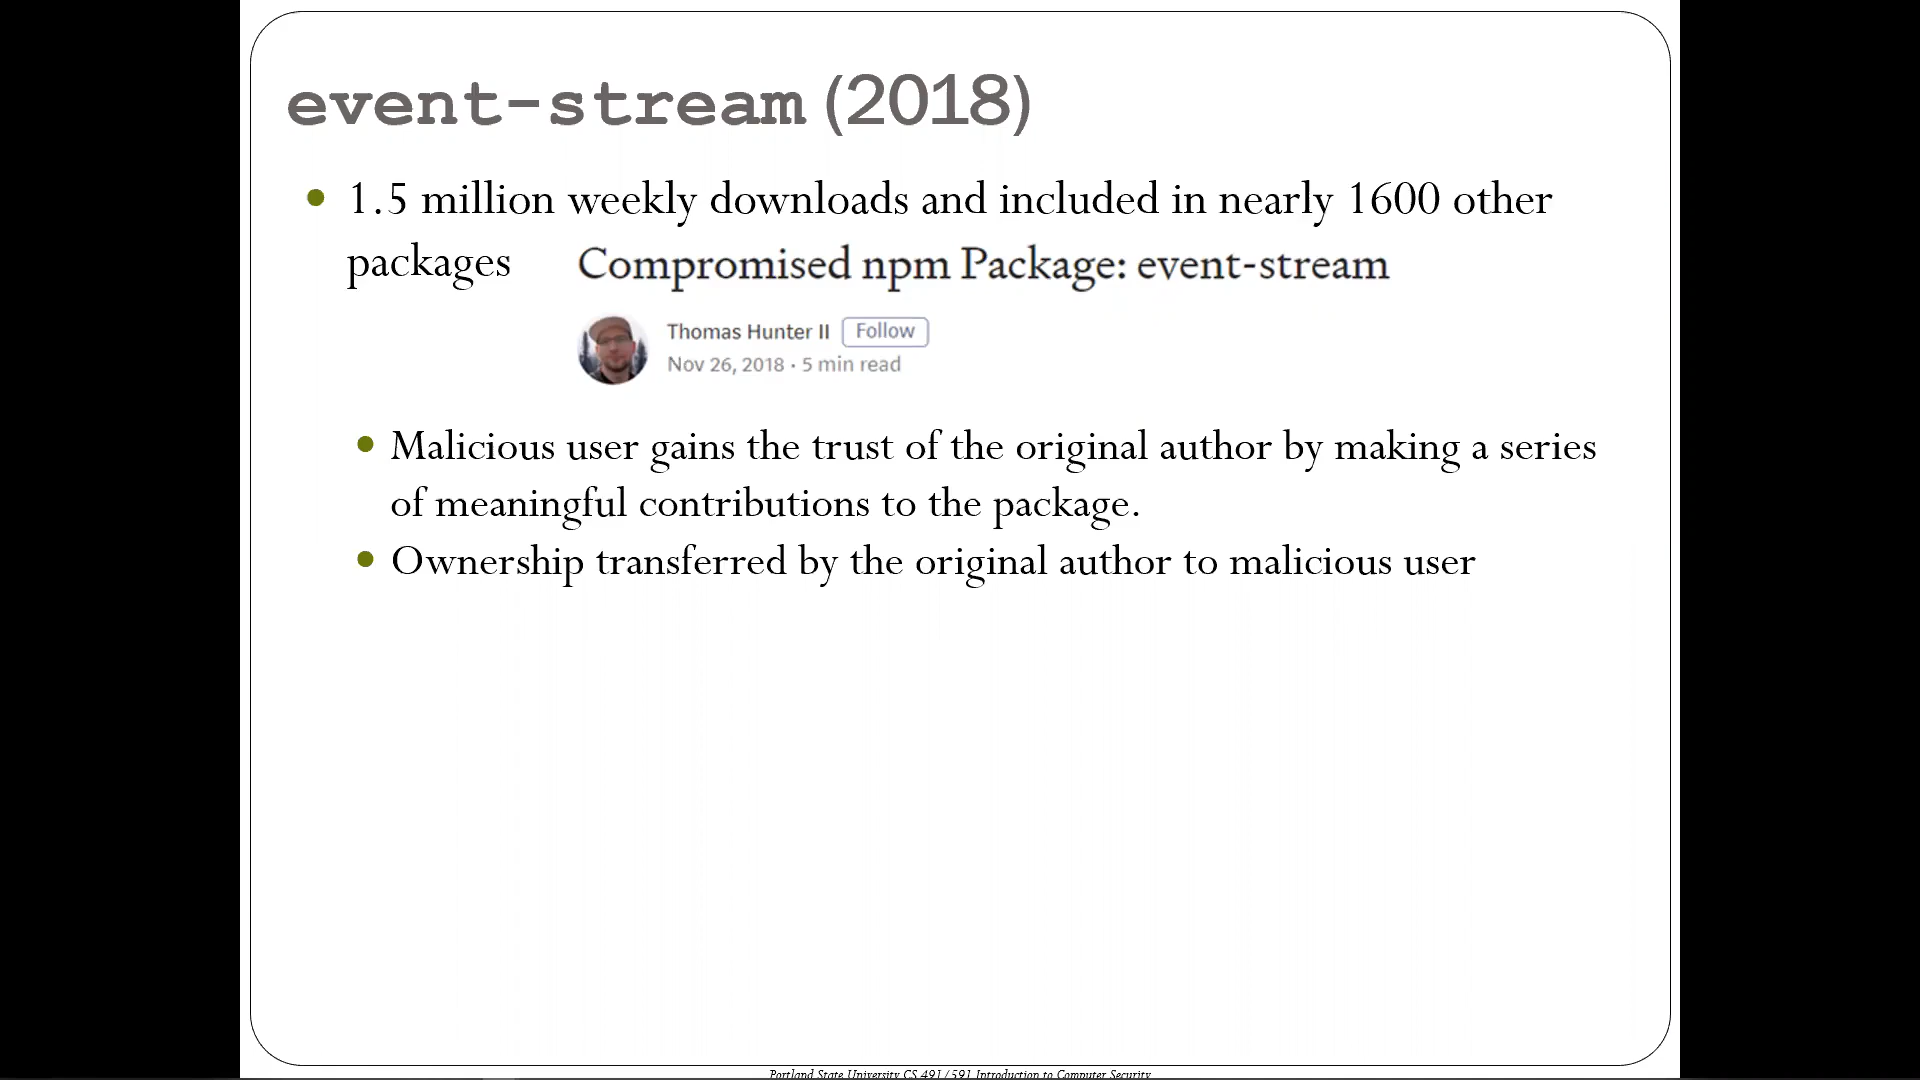 event-stream (2018)
• 1.5 million weekly downloads and included in nearly 1600 other
packages
Compromised npm Package: event-stream
Thomas Hunter II Follow
Nov 26, 2018 · 5 min read
• Malicious user gains the trust of the original author by making a series
of meaningful contributions to the package.
• Ownership transferred by the original author to malicious user
Portland State University CS 491/591 Introduction to Computer Security